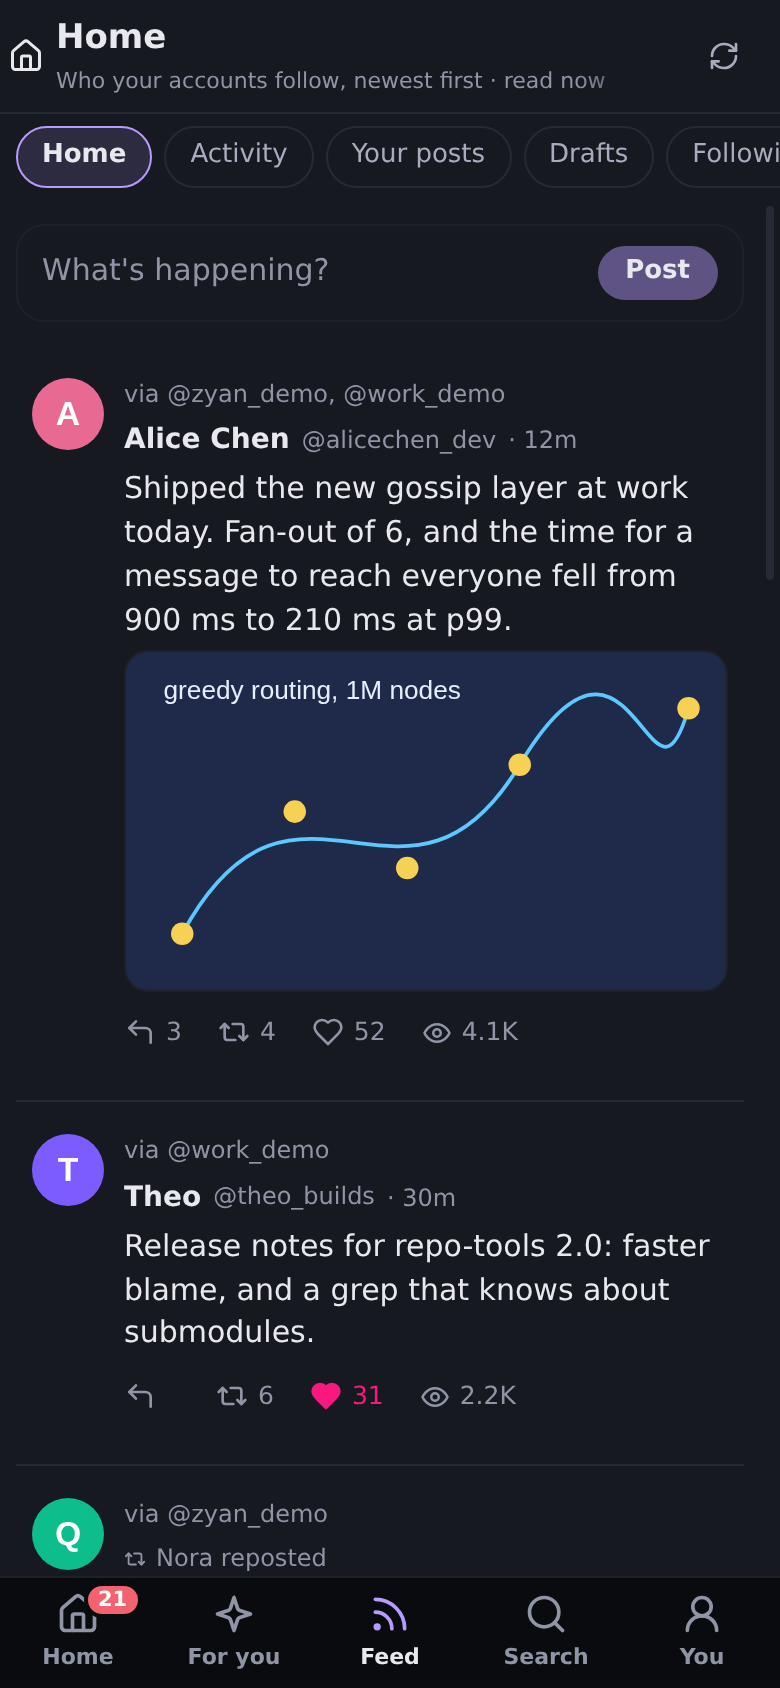 Home
Who your accounts follow, newest first · read now
Home Activity Your posts Drafts Followi
What's happening? Post
A
via @zyan_demo, @work_demo
Alice Chen @alicechen_dev · 12m
Shipped the new gossip layer at work
today. Fan-out of 6, and the time for a
message to reach everyone fell from
900 ms to 210 ms at p99.
greedy routing, 1M nodes
3 4 52 4.1K
T
via @work_demo
Theo @theo_builds · 30m
Release notes for repo-tools 2.0: faster
blame, and a grep that knows about
submodules.
6 31 2.2K
Q
via @zyan_demo
Nora reposted
21
Home For you Feed Search You